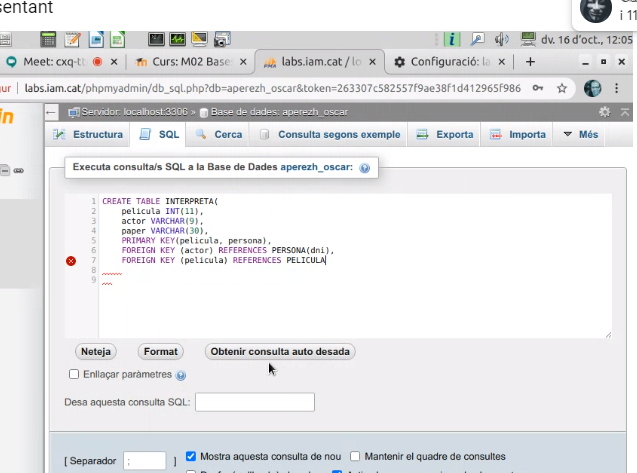 sentant
i 11
dv. 16 d'oct., 12:05
Meet: cxq-t
Curs: M02 Base
labs.iam.cat / lo
Configuració: la
ur | labs.iam.cat/phpmyadmin/db_sql.php?db=aperezh_oscar&token=263307c582557f9ae38f1d412965f986
Servidor: localhost:3306 » Base de dades: aperezh_oscar
Estructura SQL Cerca Consulta segons exemple Exporta Importa Més
Executa consulta/s SQL a la Base de Dades aperezh_oscar:
1 CREATE TABLE INTERPRETA(
2 pelicula INT(11),
3 actor VARCHAR(9),
4 paper VARCHAR(30),
5 PRIMARY KEY(pelicula, persona),
6 FOREIGN KEY (actor) REFERENCES PERSONA(dni),
7 FOREIGN KEY (pelicula) REFERENCES PELICULA
8
9
Neteja Format Obtenir consulta auto desada
Enllaçar paràmetres
Desa aquesta consulta SQL:
[ Separador ; ] Mostra aquesta consulta de nou Mantenir el quadre de consultes